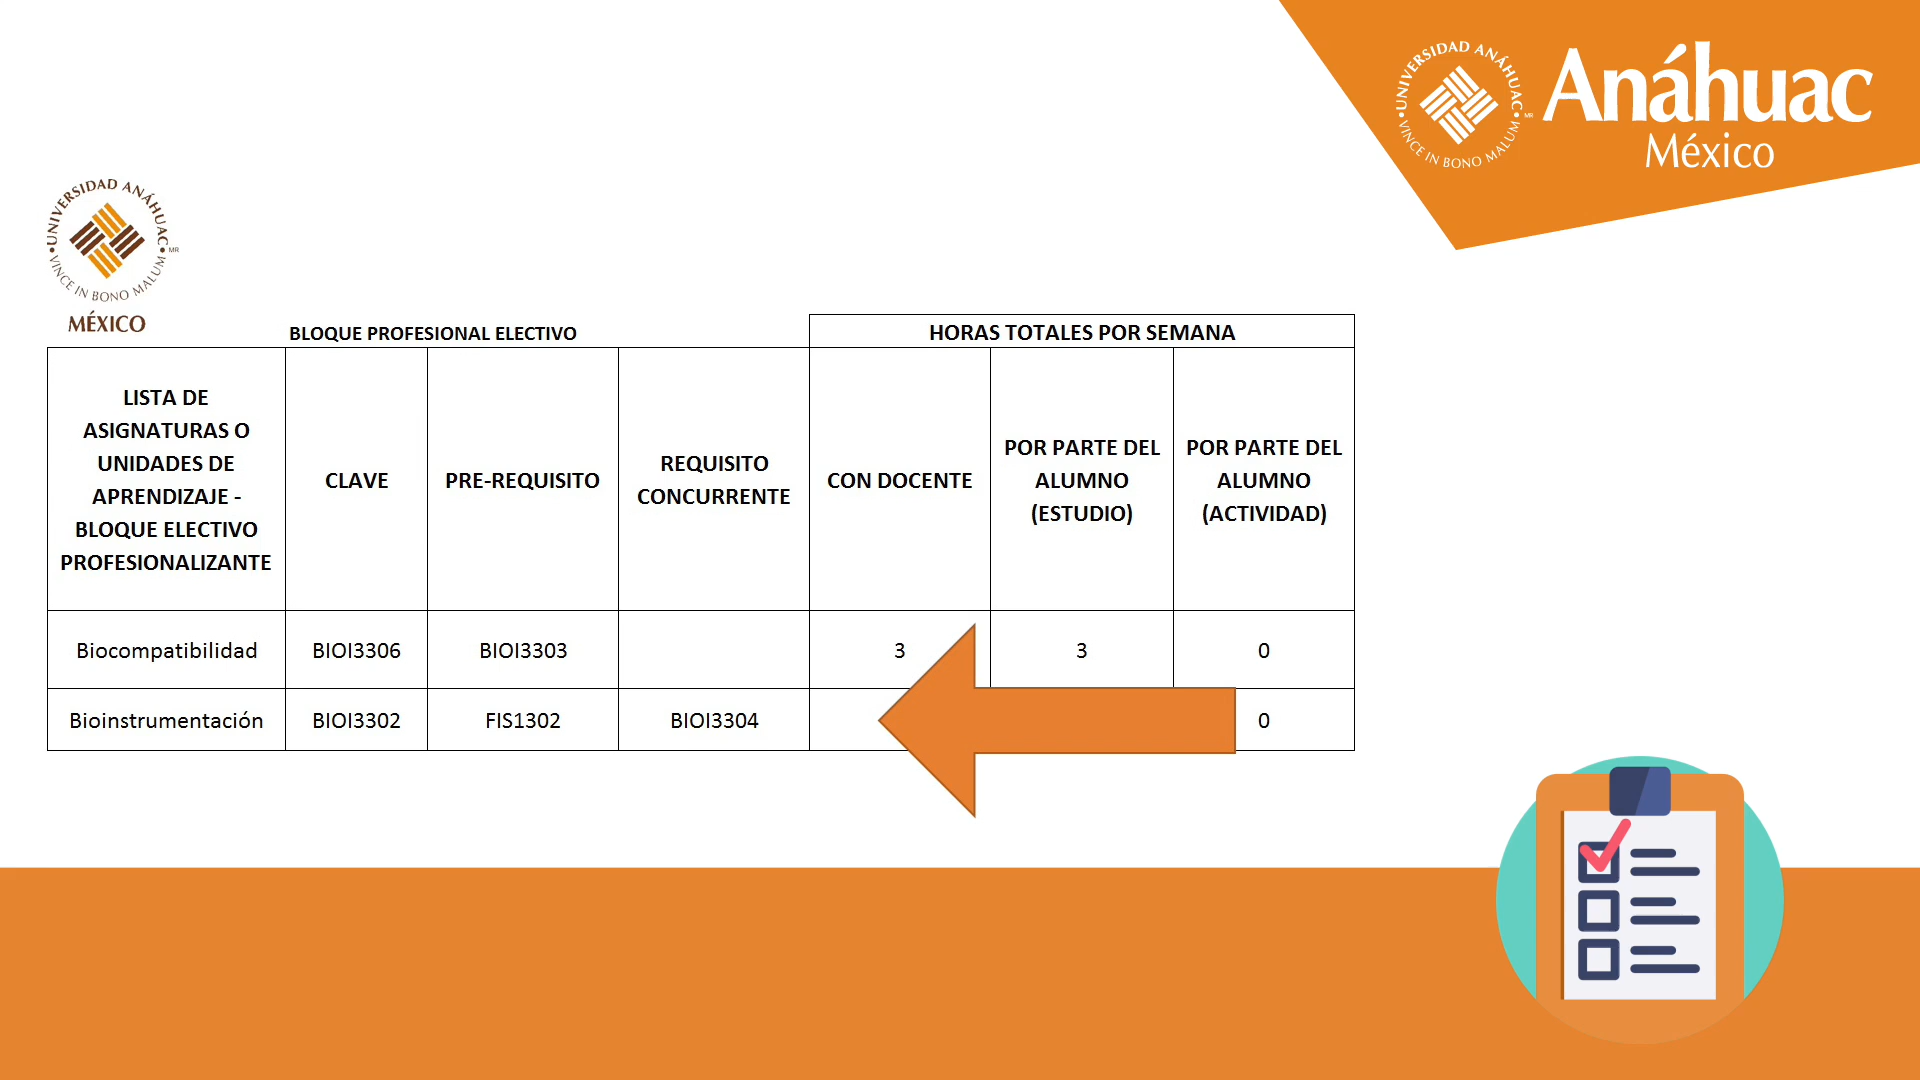 UNIVERSIDAD ANÁHUAC
VINCE IN BONO MALUM
MR
Anáhuac
México
UNIVERSIDAD ANÁHUAC
VINCE IN BONO MALUM
MR
MÉXICO
BLOQUE PROFESIONAL ELECTIVO
HORAS TOTALES POR SEMANA
LISTA DE
ASIGNATURAS O
UNIDADES DE
APRENDIZAJE -
BLOQUE ELECTIVO
PROFESIONALIZANTE
CLAVE
PRE-REQUISITO
REQUISITO
CONCURRENTE
CON DOCENTE
POR PARTE DEL
ALUMNO
(ESTUDIO)
POR PARTE DEL
ALUMNO
(ACTIVIDAD)
Biocompatibilidad BIOI3306 BIOI3303 3 3 0
Bioinstrumentación BIOI3302 FIS1302 BIOI3304 0